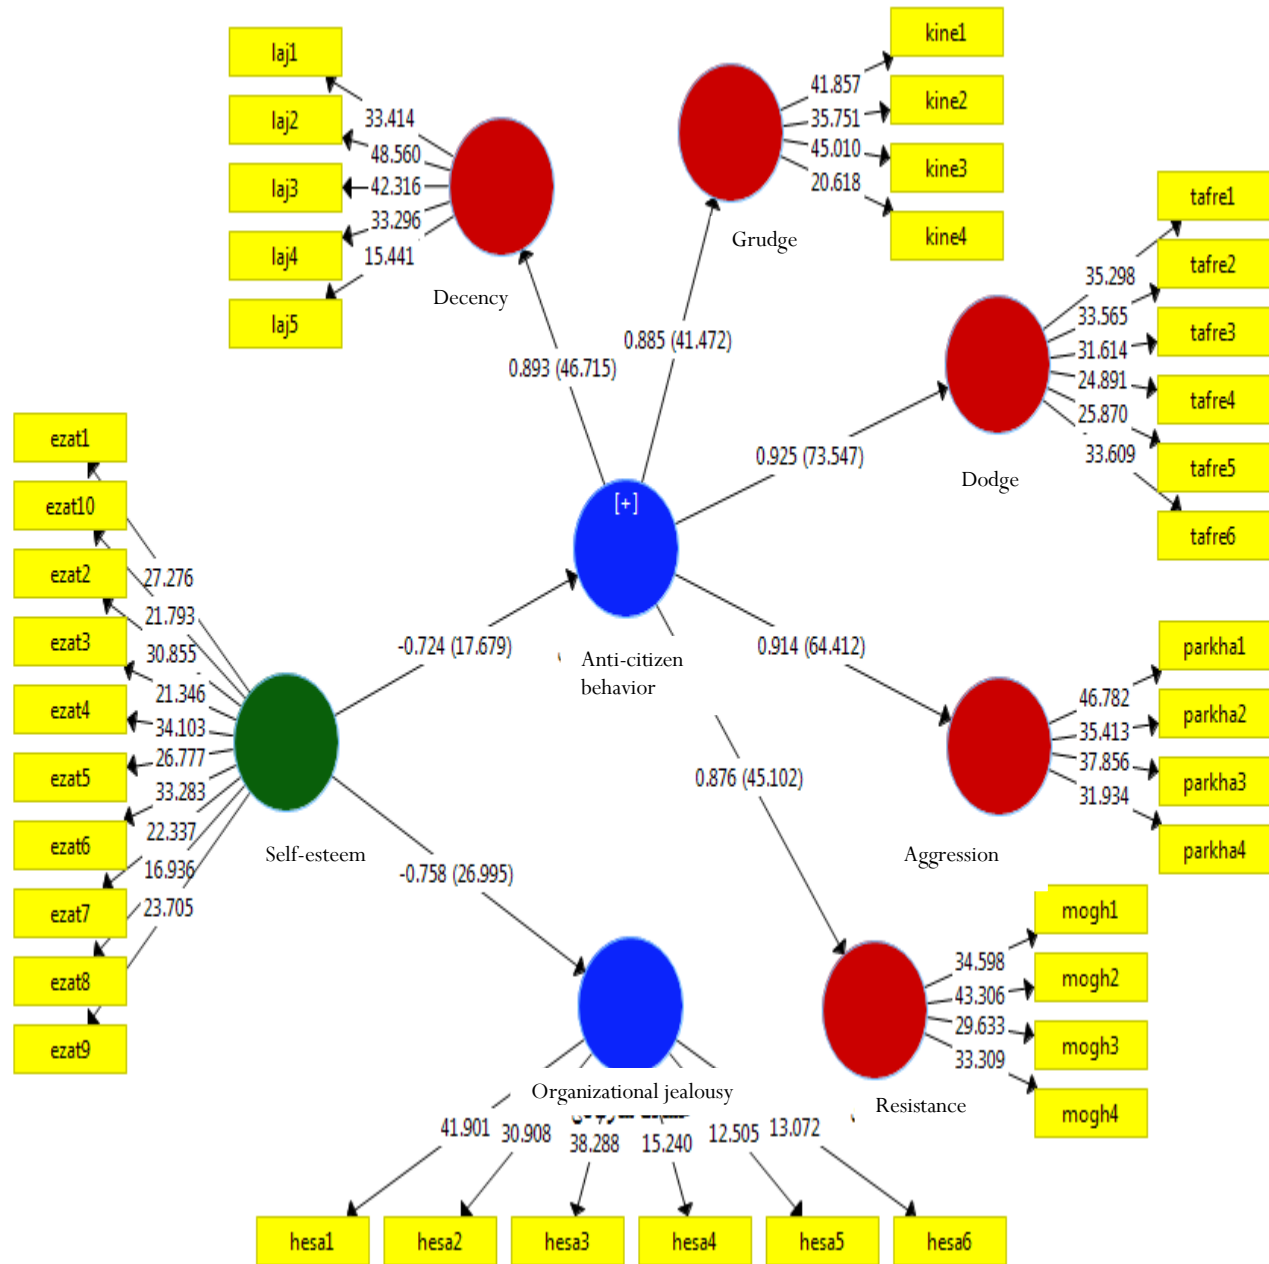 laj1
laj2
laj3
laj4
laj5
33.414
48.560
42.316
33.296
15.441
Decency
kine1
kine2
kine3
kine4
41.857
35.751
45.010
20.618
Grudge
tafre1
tafre2
tafre3
tafre4
tafre5
tafre6
35.298
33.565
31.614
24.891
25.870
33.609
Dodge
0.893 (46.715)
0.885 (41.472)
0.925 (73.547)
[+]
Anti-citizen
behavior
-0.724 (17.679)
0.914 (64.412)
0.876 (45.102)
-0.758 (26.995)
ezat1
ezat10
ezat2
ezat3
ezat4
ezat5
ezat6
ezat7
ezat8
ezat9
27.276
21.793
30.855
21.346
34.103
26.777
33.283
22.337
16.936
23.705
Self-esteem
parkha1
parkha2
parkha3
parkha4
46.782
35.413
37.856
31.934
Aggression
mogh1
mogh2
mogh3
mogh4
34.598
43.306
29.633
33.309
Resistance
Organizational jealousy
41.901
30.908
38.288
15.240
12.505
13.072
hesa1
hesa2
hesa3
hesa4
hesa5
hesa6